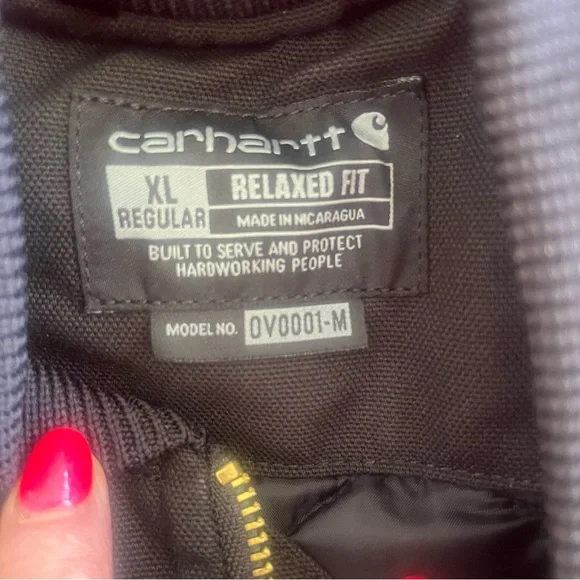 carhartt
XL RELAXED FIT
REGULAR MADE IN NICARAGUA
BUILT TO SERVE AND PROTECT
HARDWORKING PEOPLE
MODEL NO. OV0001-M